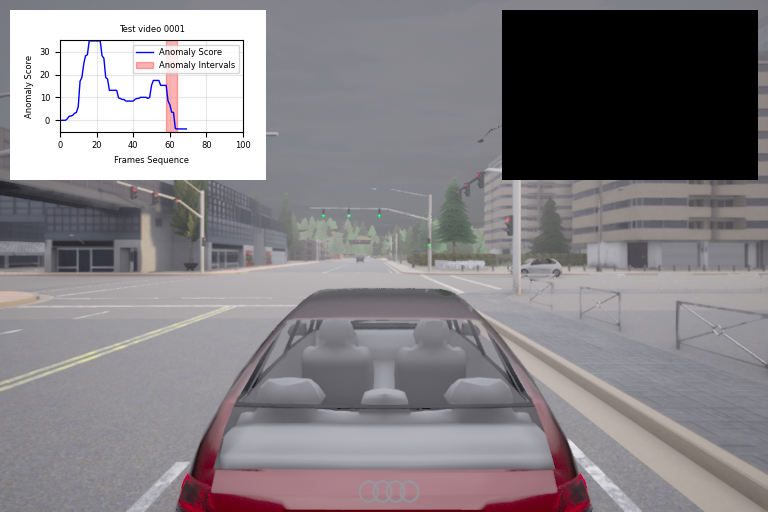 Test video 0001
Anomaly Score
Anomaly Intervals
Anomaly Score
30
20
10
0
0 20 40 60 80 100
Frames Sequence